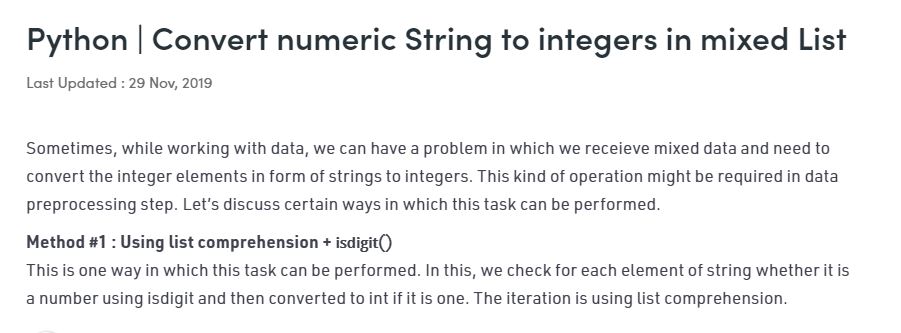 Python | Convert numeric String to integers in mixed List
Last Updated : 29 Nov, 2019
Sometimes, while working with data, we can have a problem in which we receieve mixed data and need to
convert the integer elements in form of strings to integers. This kind of operation might be required in data
preprocessing step. Let's discuss certain ways in which this task can be performed.
Method #1 : Using list comprehension + isdigit()
This is one way in which this task can be performed. In this, we check for each element of string whether it is
a number using isdigit and then converted to int if it is one. The iteration is using list comprehension.